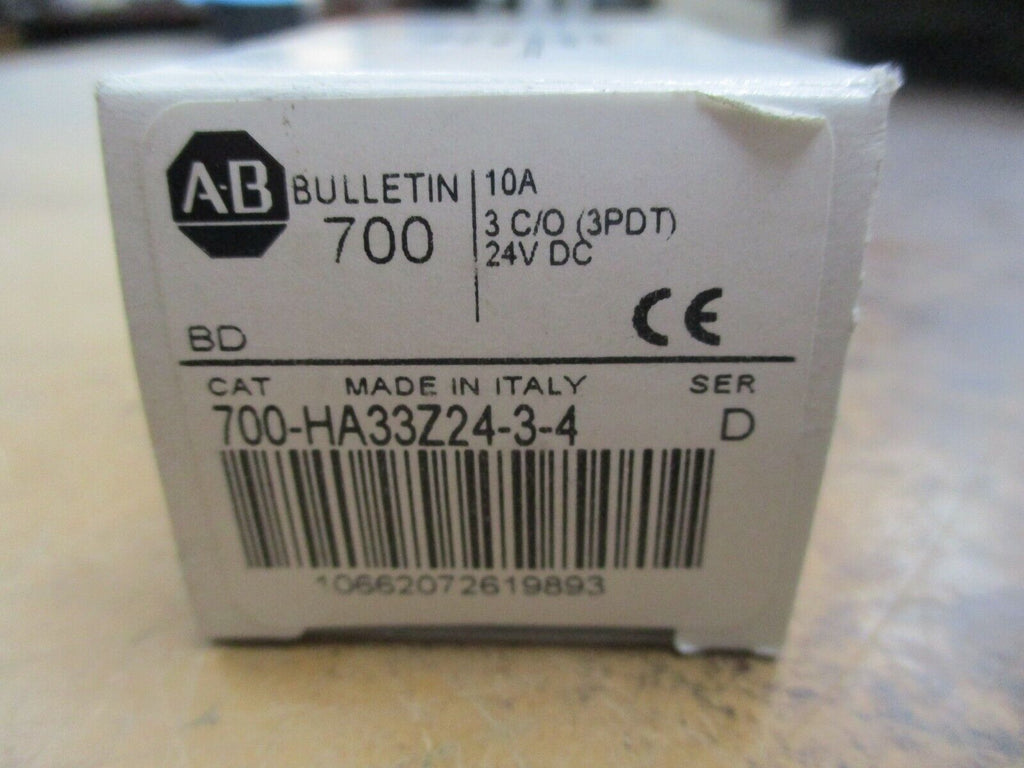 A-B
BULLETIN
700
10A
3 C/O (3PDT)
24V DC
CE
BD
CAT MADE IN ITALY SER
700-HA33Z24-3-4 D
10662072619893